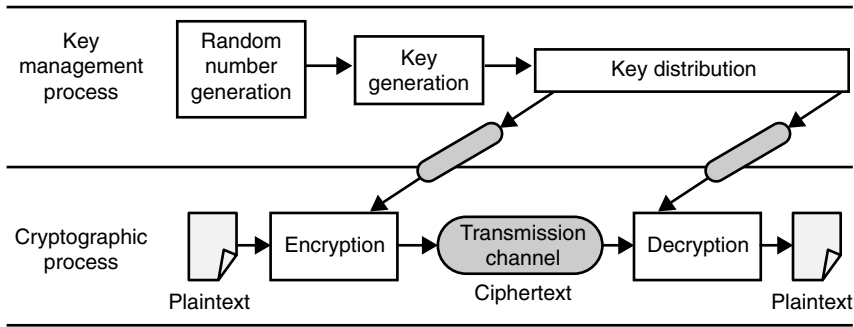 Key
management
process
Random
number
generation
Key
generation
Key distribution
Cryptographic
process
Plaintext
Encryption
Transmission
channel
Ciphertext
Decryption
Plaintext